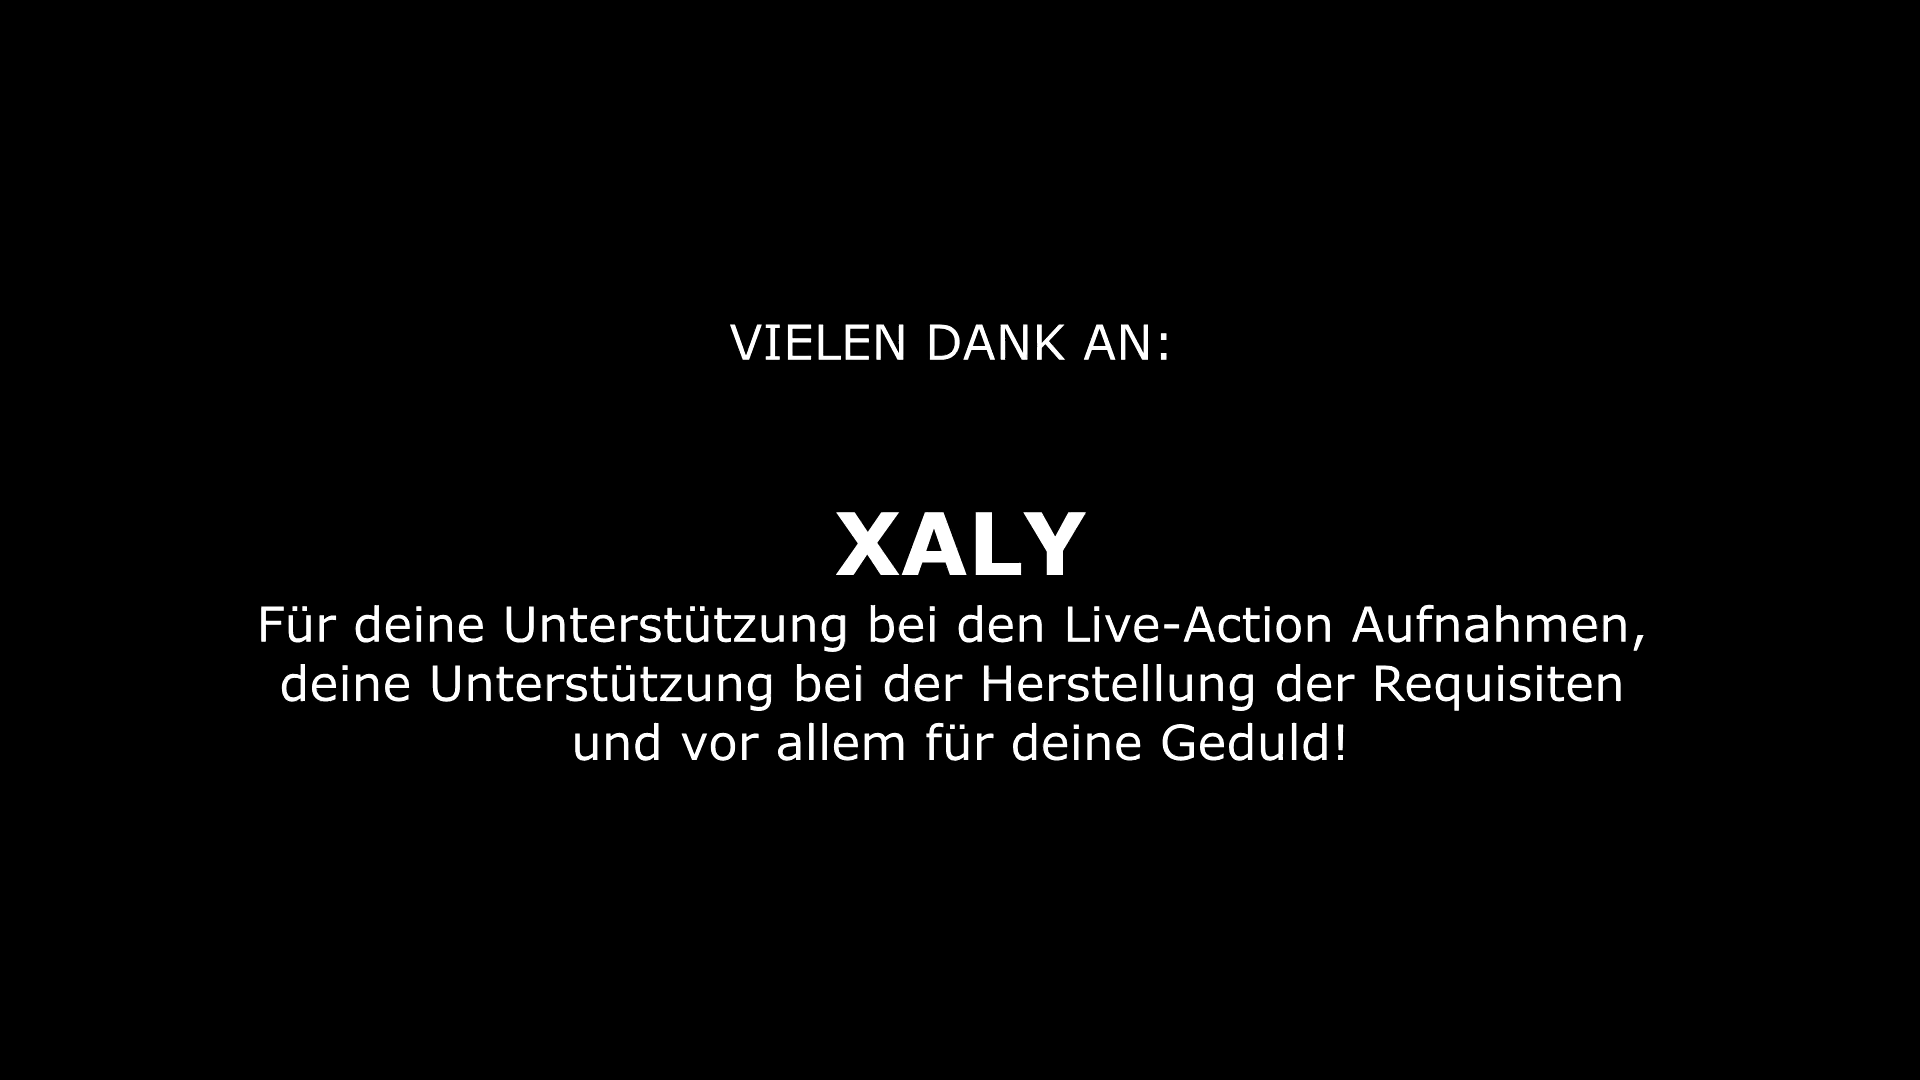 VIELEN DANK AN:
XALY
Für deine Unterstützung bei den Live-Action Aufnahmen,
deine Unterstützung bei der Herstellung der Requisiten
und vor allem für deine Geduld!